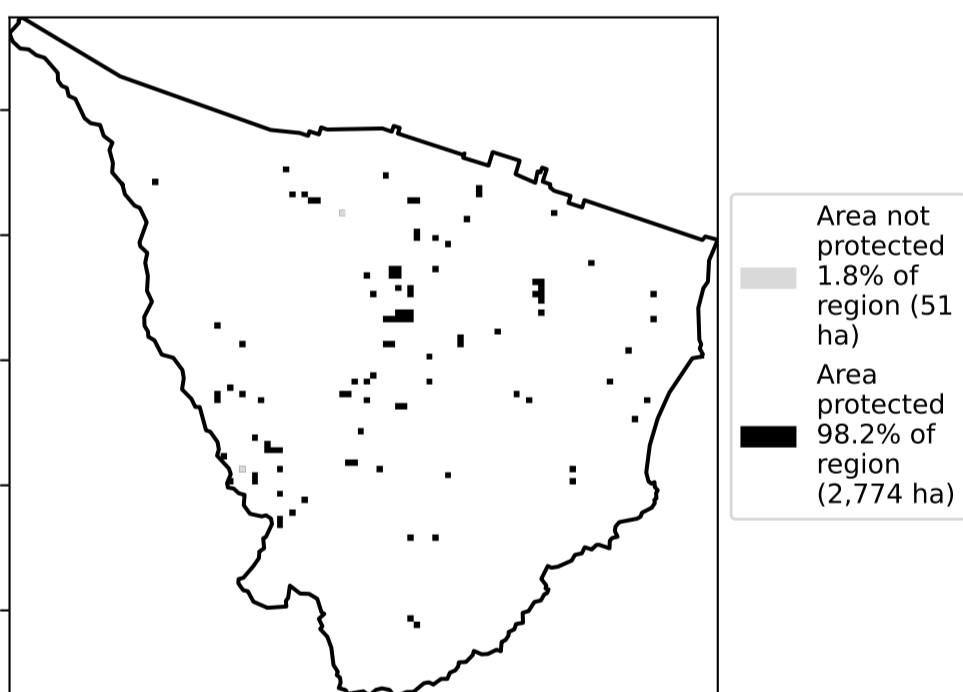 Area not
protected
1.8% of
region (51
ha)
Area
protected
98.2% of
region
(2,774 ha)